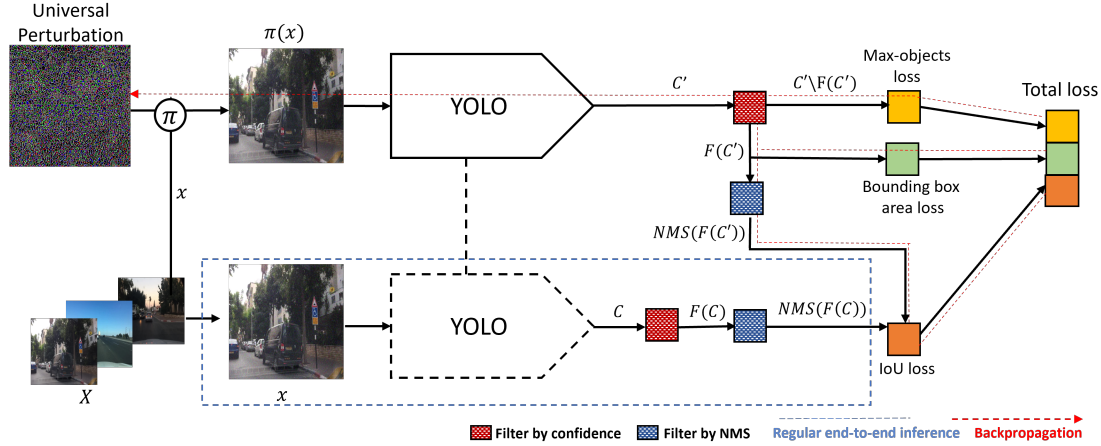 Universal
Perturbation
π(x)
YOLO
C′
C′\F(C′)
Max-objects
loss
Total loss
π
F(C′)
Bounding box
area loss
x
NMS(F(C′))
YOLO
C
F(C)
NMS(F(C))
IoU loss
X
x
Filter by confidence
Filter by NMS
Regular end-to-end inference
Backpropagation